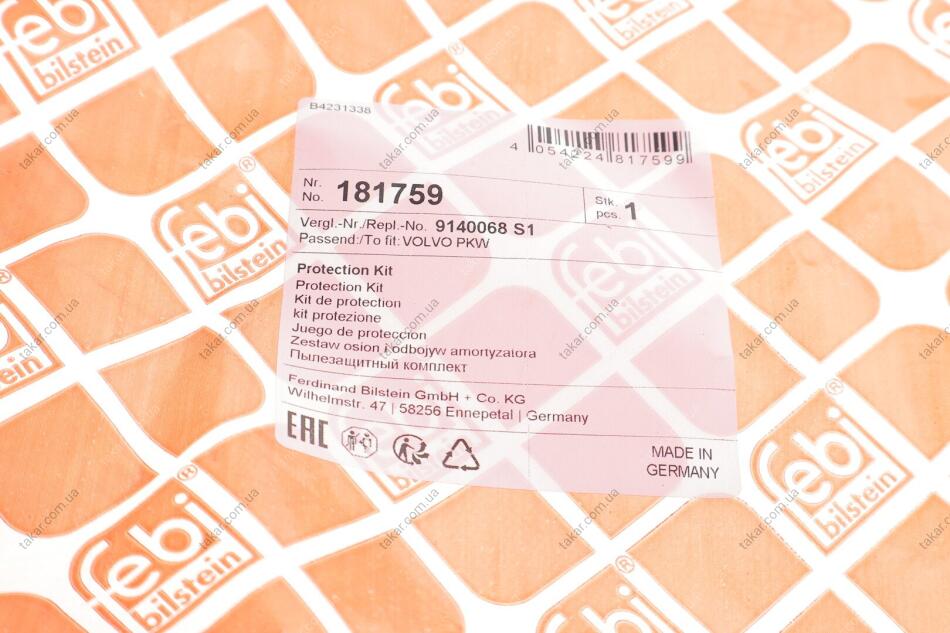 B4231338
4 054224 817599
Nr.
No. 181759
Stk.
pcs. 1
Vergl.-Nr./Repl.-No. 9140068 S1
Passend:/To fit: VOLVO PKW
Protection Kit
Protection Kit
Kit de protection
kit protezione
Juego de protección
Zestaw osłon i odbojyw amortyzatora
Пылезащитный комплект
Ferdinand Bilstein GmbH + Co. KG
Wilhelmstr. 47 | 58256 Ennepetal | Germany
EAC
MADE IN
GERMANY
febi
bilstein
takar.com.ua